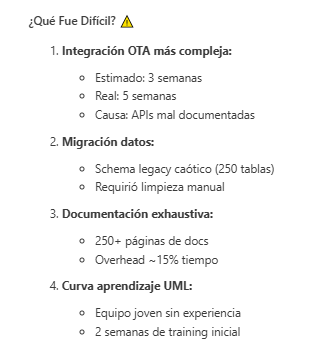 ¿Qué Fue Difícil? ⚠️
1. Integración OTA más compleja:
○ Estimado: 3 semanas
○ Real: 5 semanas
○ Causa: APIs mal documentadas
2. Migración datos:
○ Schema legacy caótico (250 tablas)
○ Requirió limpieza manual
3. Documentación exhaustiva:
○ 250+ páginas de docs
○ Overhead ~15% tiempo
4. Curva aprendizaje UML:
○ Equipo joven sin experiencia
○ 2 semanas de training inicial